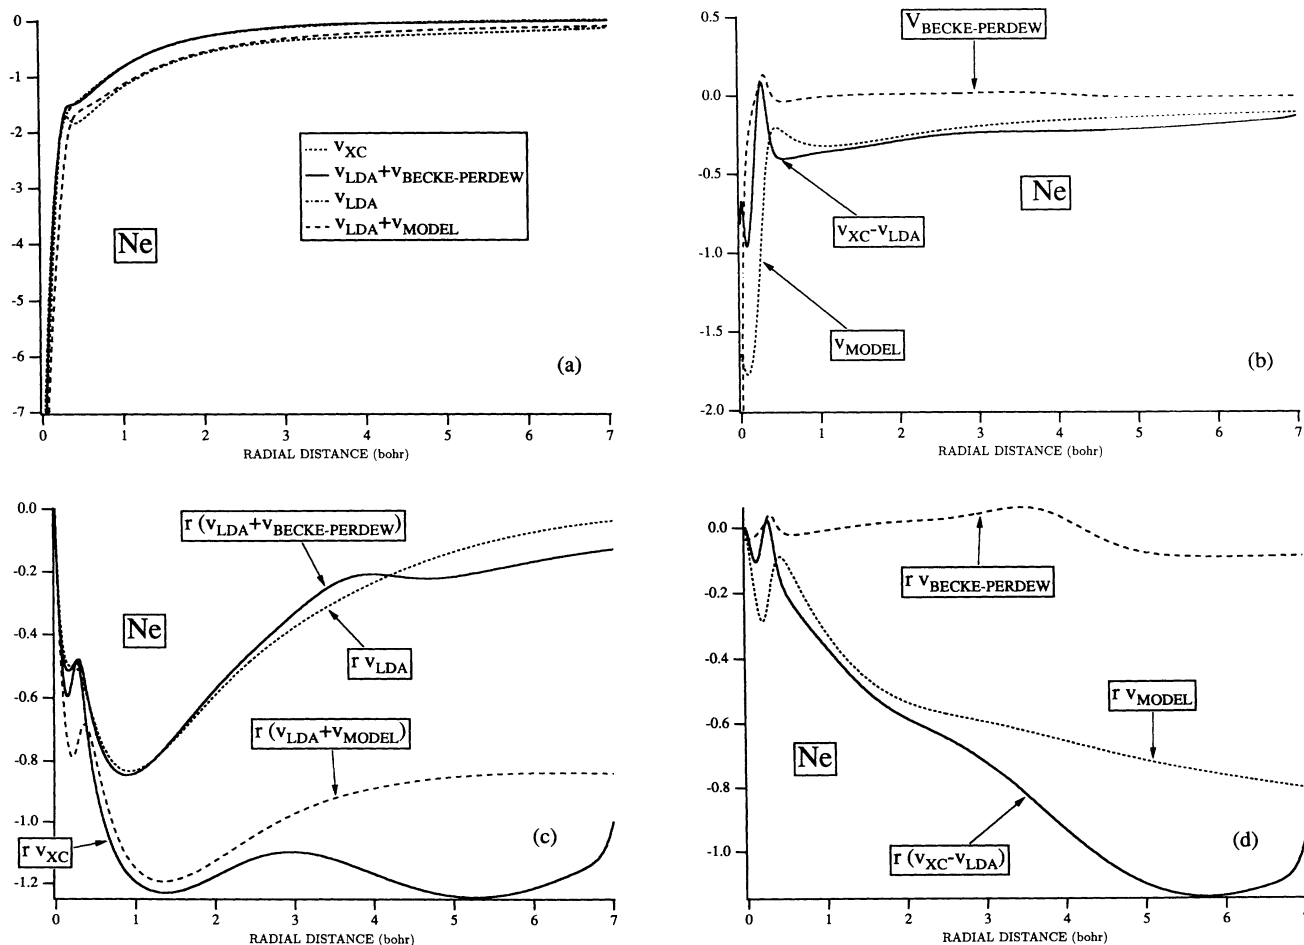 0
-1
-2
-3
-4
-5
-6
-7
v_XC
v_LDA+v_BECKE-PERDEW
v_LDA
v_LDA+v_MODEL
Ne
(a)
0 1 2 3 4 5 6 7
RADIAL DISTANCE (bohr)
0.5
0.0
-0.5
-1.0
-1.5
-2.0
V_BECKE-PERDEW
Ne
v_XC-v_LDA
v_MODEL
(b)
0 1 2 3 4 5 6 7
RADIAL DISTANCE (bohr)
0.0
-0.2
-0.4
-0.6
-0.8
-1.0
-1.2
r (v_LDA+v_BECKE-PERDEW)
Ne
r v_LDA
r (v_LDA+v_MODEL)
r v_XC
(c)
0 1 2 3 4 5 6 7
RADIAL DISTANCE (bohr)
0.0
-0.2
-0.4
-0.6
-0.8
-1.0
r v_BECKE-PERDEW
r v_MODEL
Ne
r (v_XC-v_LDA)
(d)
0 1 2 3 4 5 6 7
RADIAL DISTANCE (bohr)